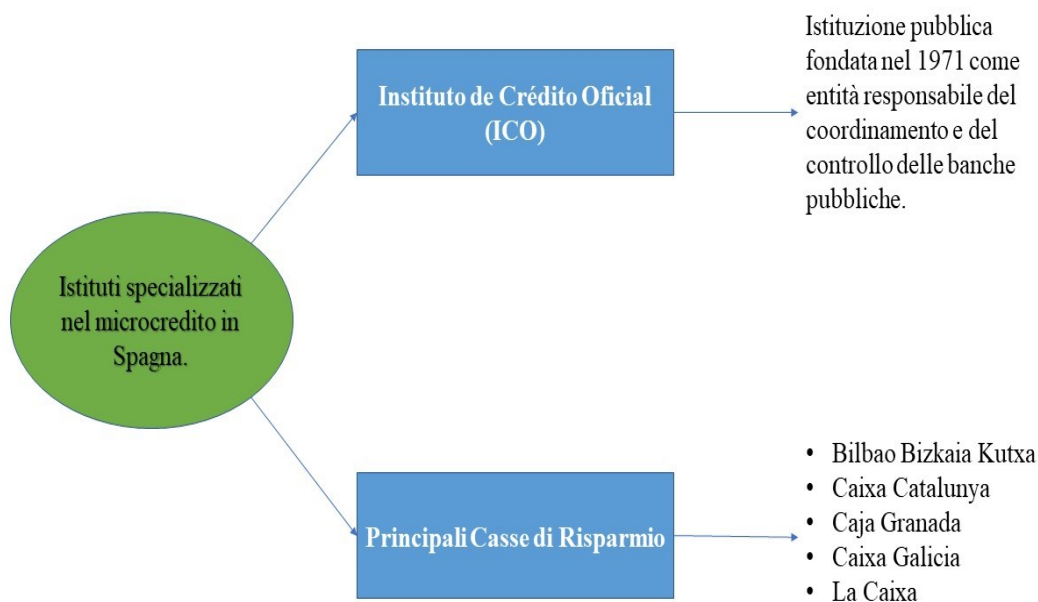 Istituti specializzati
nel microcredito in
Spagna.
Instituto de Crédito Oficial
(ICO)
Istituzione pubblica
fondata nel 1971 come
entità responsabile del
coordinamento e del
controllo delle banche
pubbliche.
Principali Casse di Risparmio
• Bilbao Bizkaia Kutxa
• Caixa Catalunya
• Caja Granada
• Caixa Galicia
• La Caixa